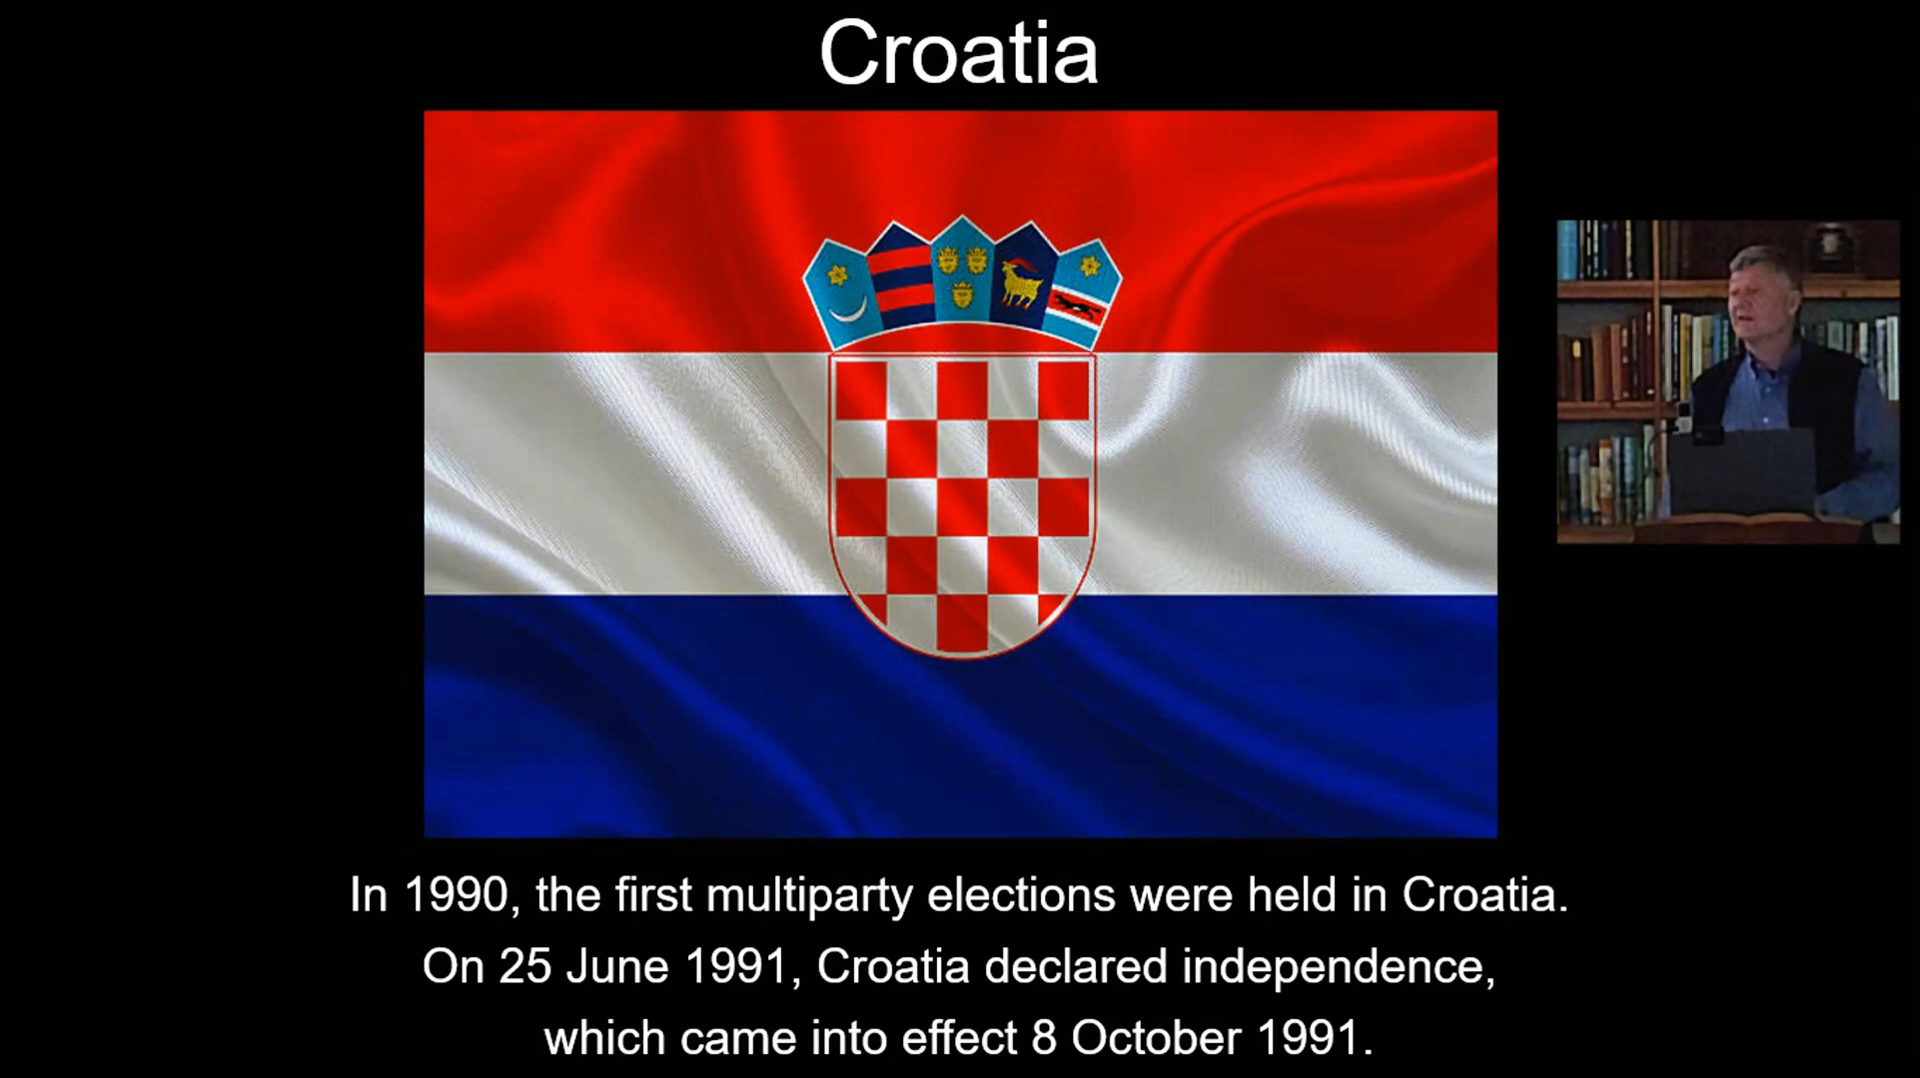 Croatia
In 1990, the first multiparty elections were held in Croatia.
On 25 June 1991, Croatia declared independence,
which came into effect 8 October 1991.